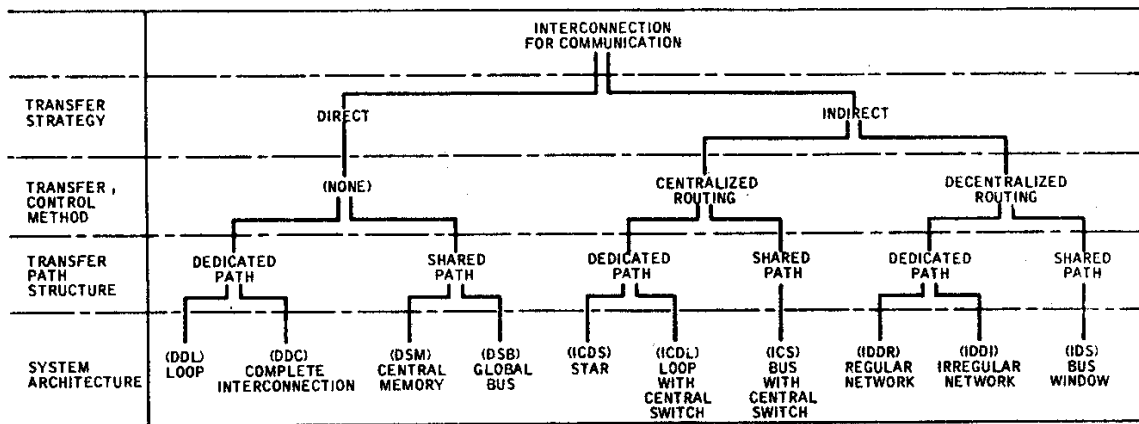 INTERCONNECTION
FOR COMMUNICATION
TRANSFER
STRATEGY
DIRECT
INDIRECT
TRANSFER,
CONTROL
METHOD
(NONE)
CENTRALIZED
ROUTING
DECENTRALIZED
ROUTING
TRANSFER
PATH
STRUCTURE
DEDICATED
PATH
SHARED
PATH
DEDICATED
PATH
SHARED
PATH
DEDICATED
PATH
SHARED
PATH
SYSTEM
ARCHITECTURE
(DDL)
LOOP
(DDC)
COMPLETE
INTERCONNECTION
(DSM)
CENTRAL
MEMORY
(DSB)
GLOBAL
BUS
(ICDS)
STAR
(ICDL)
LOOP
WITH
CENTRAL
SWITCH
(ICS)
BUS
WITH
CENTRAL
SWITCH
(IDDR)
REGULAR
NETWORK
(IDDI)
IRREGULAR
NETWORK
(IDS)
BUS
WINDOW